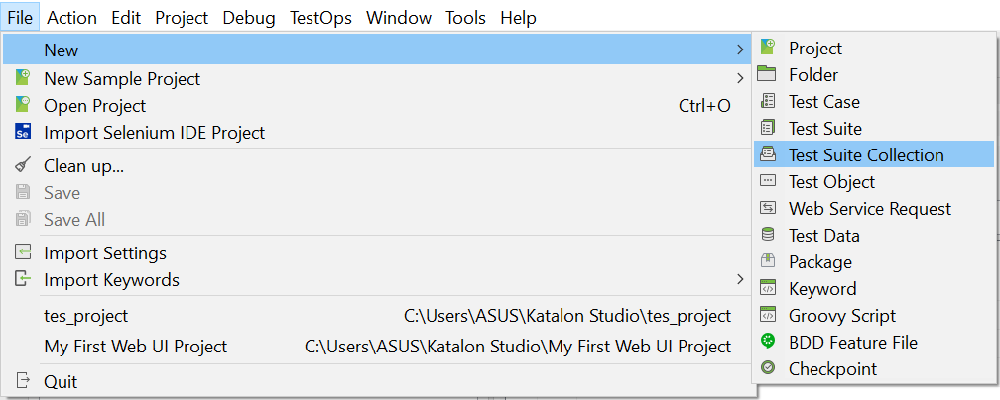 File Action Edit Project Debug TestOps Window Tools Help
New
New Sample Project
Open Project Ctrl+O
Se Import Selenium IDE Project
Clean up...
Save
Save All
Import Settings
Import Keywords
tes_project C:\Users\ASUS\Katalon Studio\tes_project
My First Web UI Project C:\Users\ASUS\Katalon Studio\My First Web UI Project
Quit
Project
Folder
Test Case
Test Suite
Test Suite Collection
Test Object
Web Service Request
Test Data
Package
Keyword
Groovy Script
BDD Feature File
Checkpoint